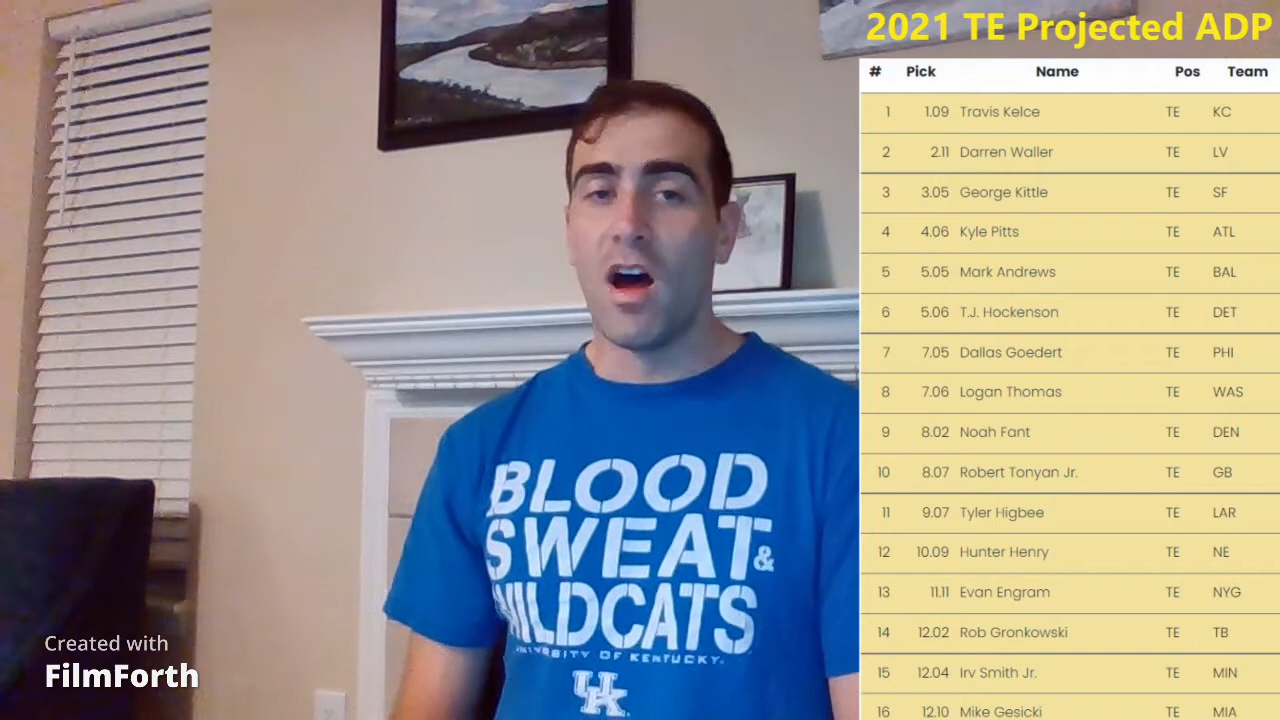 2021 TE Projected ADP
# Pick Name Pos Team
1 1.09 Travis Kelce TE KC
2 2.11 Darren Waller TE LV
3 3.05 George Kittle TE SF
4 4.06 Kyle Pitts TE ATL
5 5.05 Mark Andrews TE BAL
6 5.06 T.J. Hockenson TE DET
7 7.05 Dallas Goedert TE PHI
8 7.06 Logan Thomas TE WAS
9 8.02 Noah Fant TE DEN
10 8.07 Robert Tonyan Jr. TE GB
11 9.07 Tyler Higbee TE LAR
12 10.09 Hunter Henry TE NE
13 11.11 Evan Engram TE NYG
14 12.02 Rob Gronkowski TE TB
15 12.04 Irv Smith Jr. TE MIN
16 12.10 Mike Gesicki TE MIA
BLOOD
SWEAT &
WILDCATS
UNIVERSITY OF KENTUCKY.
UK
Created with
FilmForth